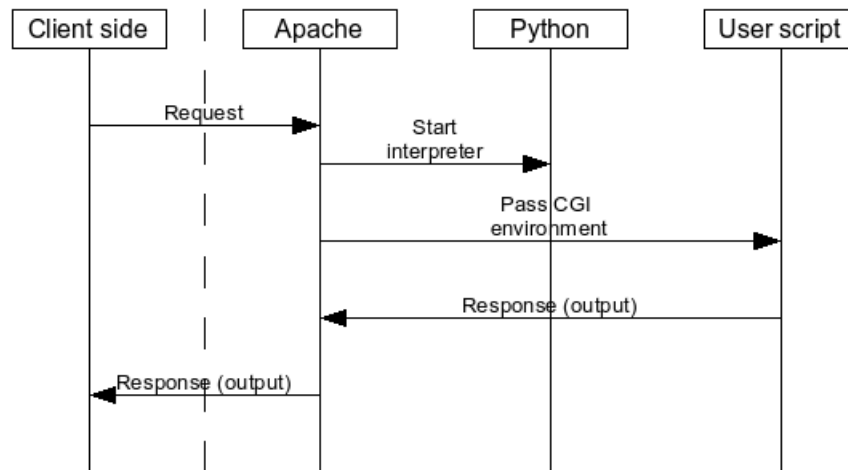 Client side
Apache
Python
User script
Request
Start
interpreter
Pass CGI
environment
Response (output)
Response (output)